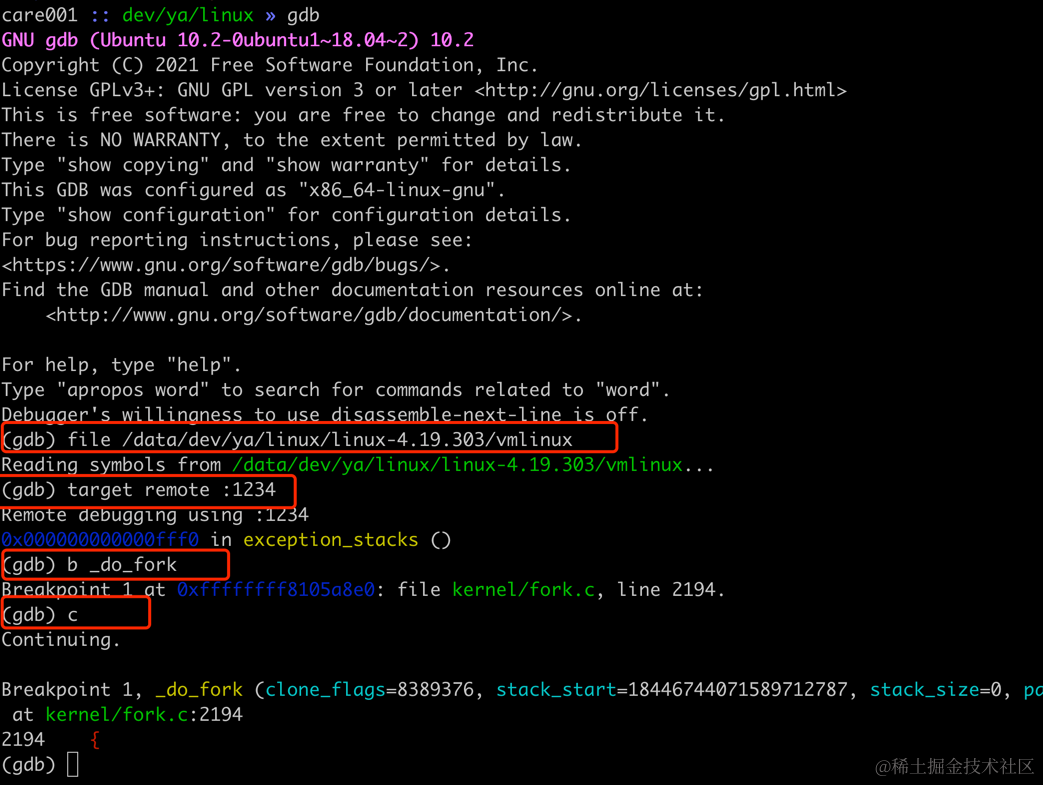 care001 :: dev/ya/linux » gdb
GNU gdb (Ubuntu 10.2-0ubuntu1~18.04~2) 10.2
Copyright (C) 2021 Free Software Foundation, Inc.
License GPLv3+: GNU GPL version 3 or later <http://gnu.org/licenses/gpl.html>
This is free software: you are free to change and redistribute it.
There is NO WARRANTY, to the extent permitted by law.
Type "show copying" and "show warranty" for details.
This GDB was configured as "x86_64-linux-gnu".
Type "show configuration" for configuration details.
For bug reporting instructions, please see:
<https://www.gnu.org/software/gdb/bugs/>.
Find the GDB manual and other documentation resources online at:
    <http://www.gnu.org/software/gdb/documentation/>.

For help, type "help".
Type "apropos word" to search for commands related to "word".
Debugger's willingness to use disassemble-next-line is off.
(gdb) file /data/dev/ya/linux/linux-4.19.303/vmlinux
Reading symbols from /data/dev/ya/linux/linux-4.19.303/vmlinux...
(gdb) target remote :1234
Remote debugging using :1234
0x000000000000fff0 in exception_stacks ()
(gdb) b _do_fork
Breakpoint 1 at 0xffffffff8105a8e0: file kernel/fork.c, line 2194.
(gdb) c
Continuing.

Breakpoint 1, _do_fork (clone_flags=8389376, stack_start=18446744071589712787, stack_size=0, pa
 at kernel/fork.c:2194
2194    {
(gdb)
@稀土掘金技术社区